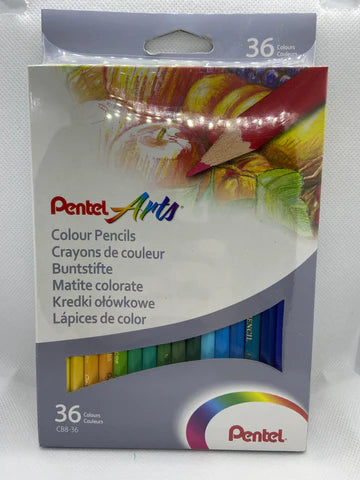 36 Colours
Couleurs
Pentel Arts®
Colour Pencils
Crayons de couleur
Buntstifte
Matite colorate
Kredki ołówkowe
Lápices de color
36 Colours
Couleurs
CB8-36
Pentel